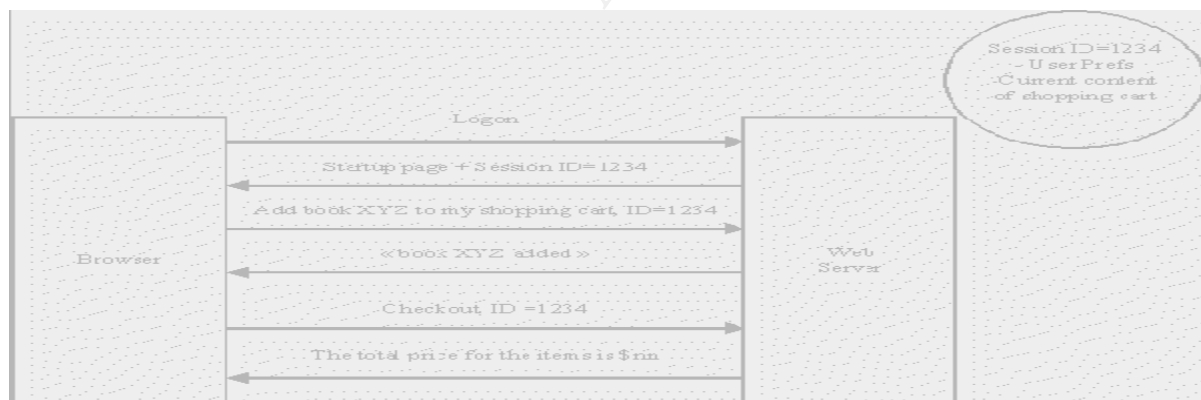 Session ID=1234
- User Prefs
-Current content
of shopping cart
Logon
Startup page + Session ID=1234
Add book XYZ to my shopping cart, ID=1234
Browser
«book XYZ added»
Web
Server
Checkout, ID =1234
The total price for the items is $nn